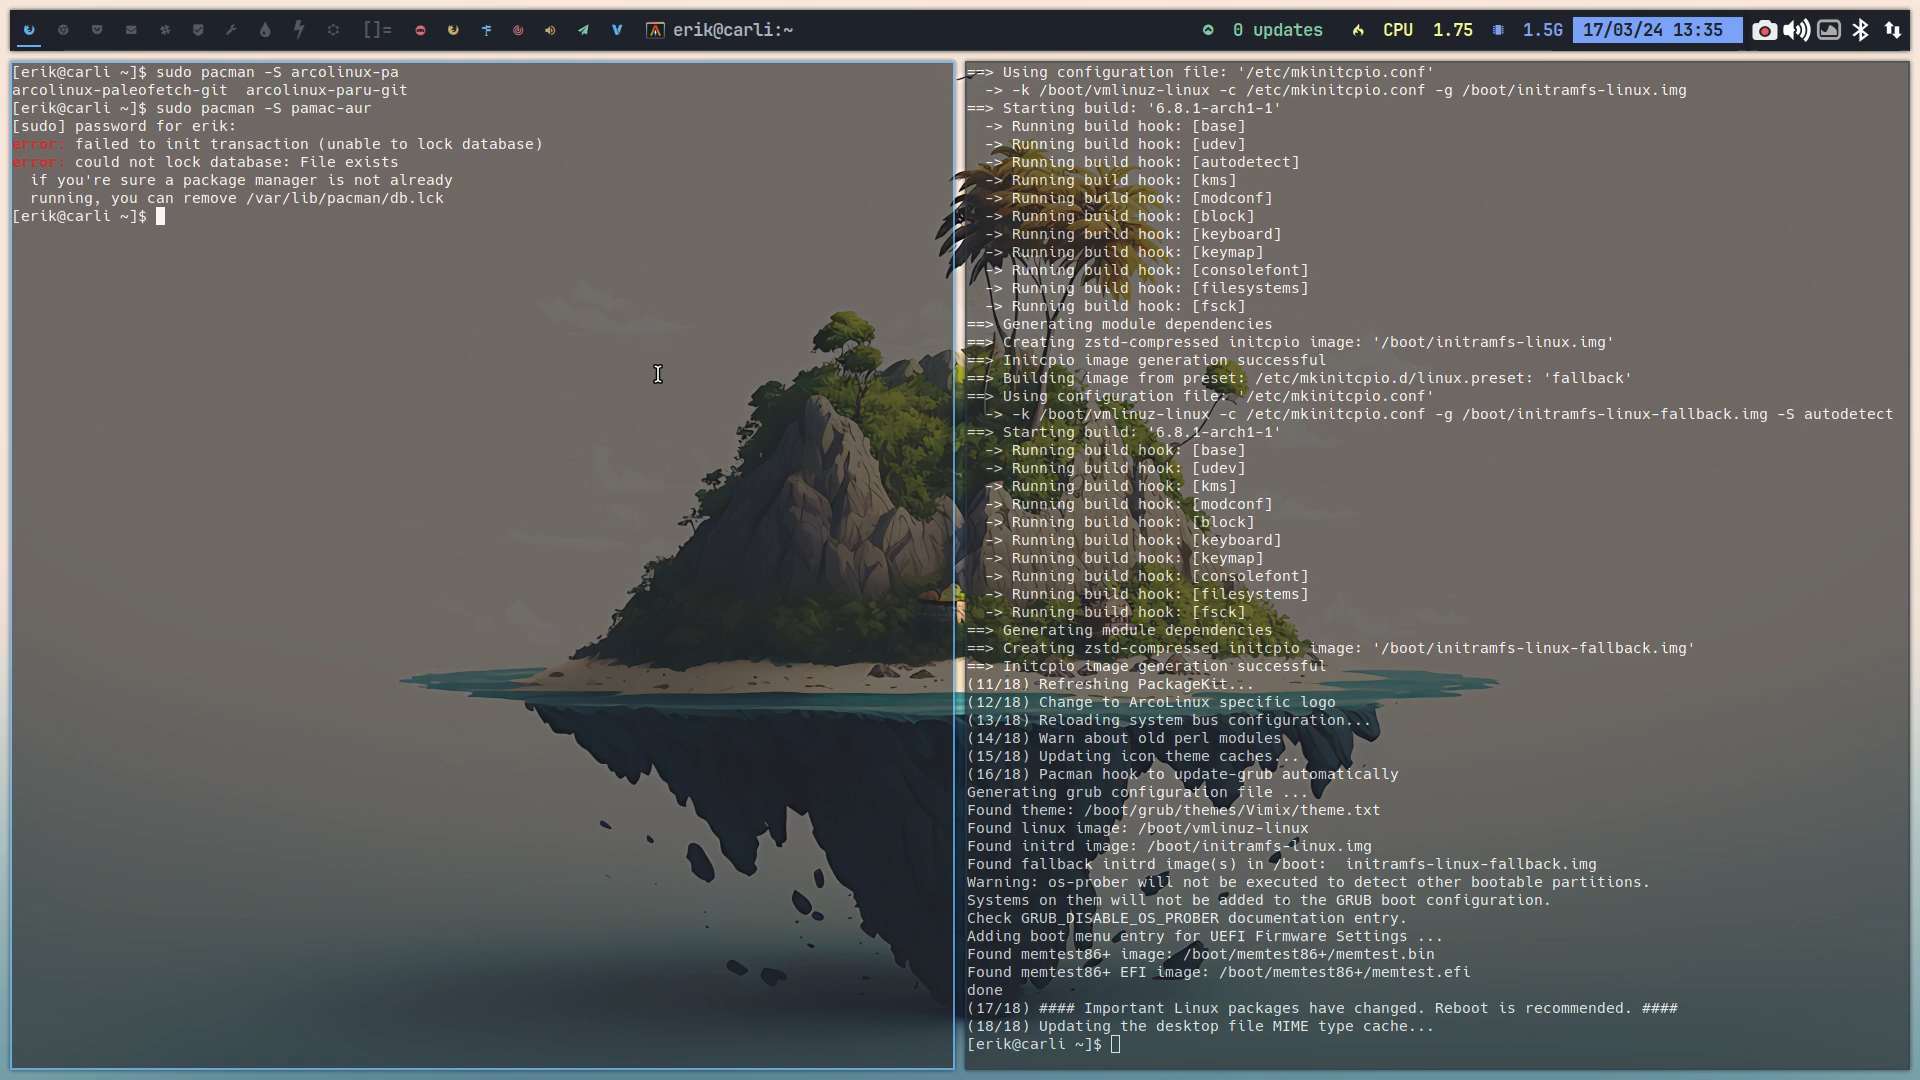 []= erik@carli:~ 0 updates CPU 1.75 1.5G 17/03/24 13:35
[erik@carli ~]$ sudo pacman -S arcolinux-pa
arcolinux-paleofetch-git  arcolinux-paru-git
[erik@carli ~]$ sudo pacman -S pamac-aur
[sudo] password for erik:
error: failed to init transaction (unable to lock database)
error: could not lock database: File exists
  if you're sure a package manager is not already
  running, you can remove /var/lib/pacman/db.lck
[erik@carli ~]$
==> Using configuration file: '/etc/mkinitcpio.conf'
  -> -k /boot/vmlinuz-linux -c /etc/mkinitcpio.conf -g /boot/initramfs-linux.img
==> Starting build: '6.8.1-arch1-1'
  -> Running build hook: [base]
  -> Running build hook: [udev]
  -> Running build hook: [autodetect]
  -> Running build hook: [kms]
  -> Running build hook: [modconf]
  -> Running build hook: [block]
  -> Running build hook: [keyboard]
  -> Running build hook: [keymap]
  -> Running build hook: [consolefont]
  -> Running build hook: [filesystems]
  -> Running build hook: [fsck]
==> Generating module dependencies
==> Creating zstd-compressed initcpio image: '/boot/initramfs-linux.img'
==> Initcpio image generation successful
==> Building image from preset: /etc/mkinitcpio.d/linux.preset: 'fallback'
==> Using configuration file: '/etc/mkinitcpio.conf'
  -> -k /boot/vmlinuz-linux -c /etc/mkinitcpio.conf -g /boot/initramfs-linux-fallback.img -S autodetect
==> Starting build: '6.8.1-arch1-1'
  -> Running build hook: [base]
  -> Running build hook: [udev]
  -> Running build hook: [kms]
  -> Running build hook: [modconf]
  -> Running build hook: [block]
  -> Running build hook: [keyboard]
  -> Running build hook: [keymap]
  -> Running build hook: [consolefont]
  -> Running build hook: [filesystems]
  -> Running build hook: [fsck]
==> Generating module dependencies
==> Creating zstd-compressed initcpio image: '/boot/initramfs-linux-fallback.img'
==> Initcpio image generation successful
(11/18) Refreshing PackageKit...
(12/18) Change to ArcoLinux specific logo
(13/18) Reloading system bus configuration...
(14/18) Warn about old perl modules
(15/18) Updating icon theme caches...
(16/18) Pacman hook to update-grub automatically
Generating grub configuration file ...
Found theme: /boot/grub/themes/Vimix/theme.txt
Found linux image: /boot/vmlinuz-linux
Found initrd image: /boot/initramfs-linux.img
Found fallback initrd image(s) in /boot:  initramfs-linux-fallback.img
Warning: os-prober will not be executed to detect other bootable partitions.
Systems on them will not be added to the GRUB boot configuration.
Check GRUB_DISABLE_OS_PROBER documentation entry.
Adding boot menu entry for UEFI Firmware Settings ...
Found memtest86+ image: /boot/memtest86+/memtest.bin
Found memtest86+ EFI image: /boot/memtest86+/memtest.efi
done
(17/18) #### Important Linux packages have changed. Reboot is recommended. ####
(18/18) Updating the desktop file MIME type cache...
[erik@carli ~]$